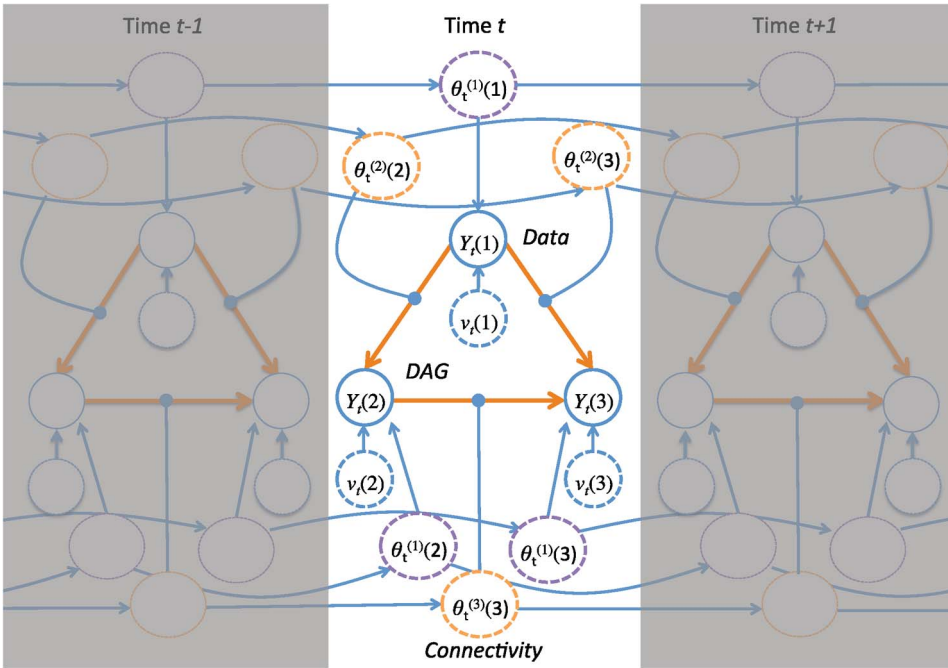 Time t-1
Time t
Time t+1
θt(1)(1)
θt(2)(2)
θt(2)(3)
Yt(1)
Data
vt(1)
DAG
Yt(2)
Yt(3)
vt(2)
vt(3)
θt(1)(2)
θt(1)(3)
θt(3)(3)
Connectivity